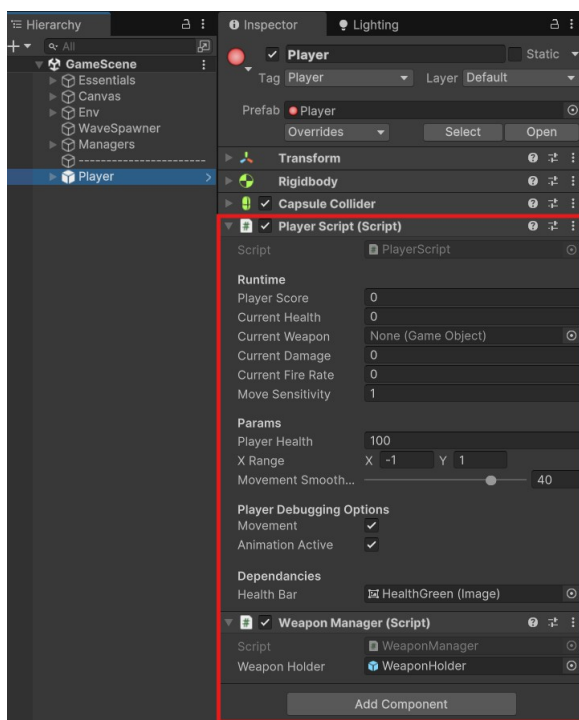 Hierarchy
All
GameScene
Essentials
Canvas
Env
WaveSpawner
Managers
----------------------
Player
Inspector
Lighting
Player
Static
Tag Player
Layer Default
Prefab Player
Overrides
Select
Open
Transform
Rigidbody
Capsule Collider
# Player Script (Script)
Script PlayerScript
Runtime
Player Score 0
Current Health 0
Current Weapon None (Game Object)
Current Damage 0
Current Fire Rate 0
Move Sensitivity 1
Params
Player Health 100
X Range X -1 Y 1
Movement Smooth... 40
Player Debugging Options
Movement
Animation Active
Dependancies
Health Bar HealthGreen (Image)
# Weapon Manager (Script)
Script WeaponManager
Weapon Holder WeaponHolder
Add Component